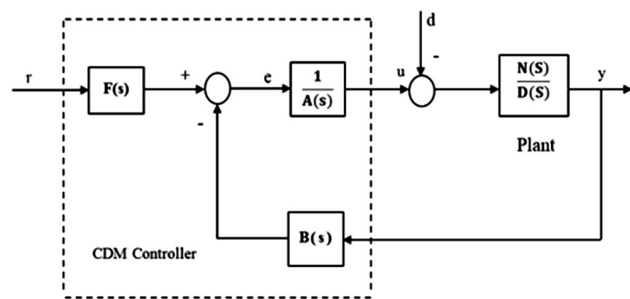 d
-
r
F(s)
+
e
1
A(s)
u
N(S)
D(S)
y
-
Plant
B(s)
CDM Controller